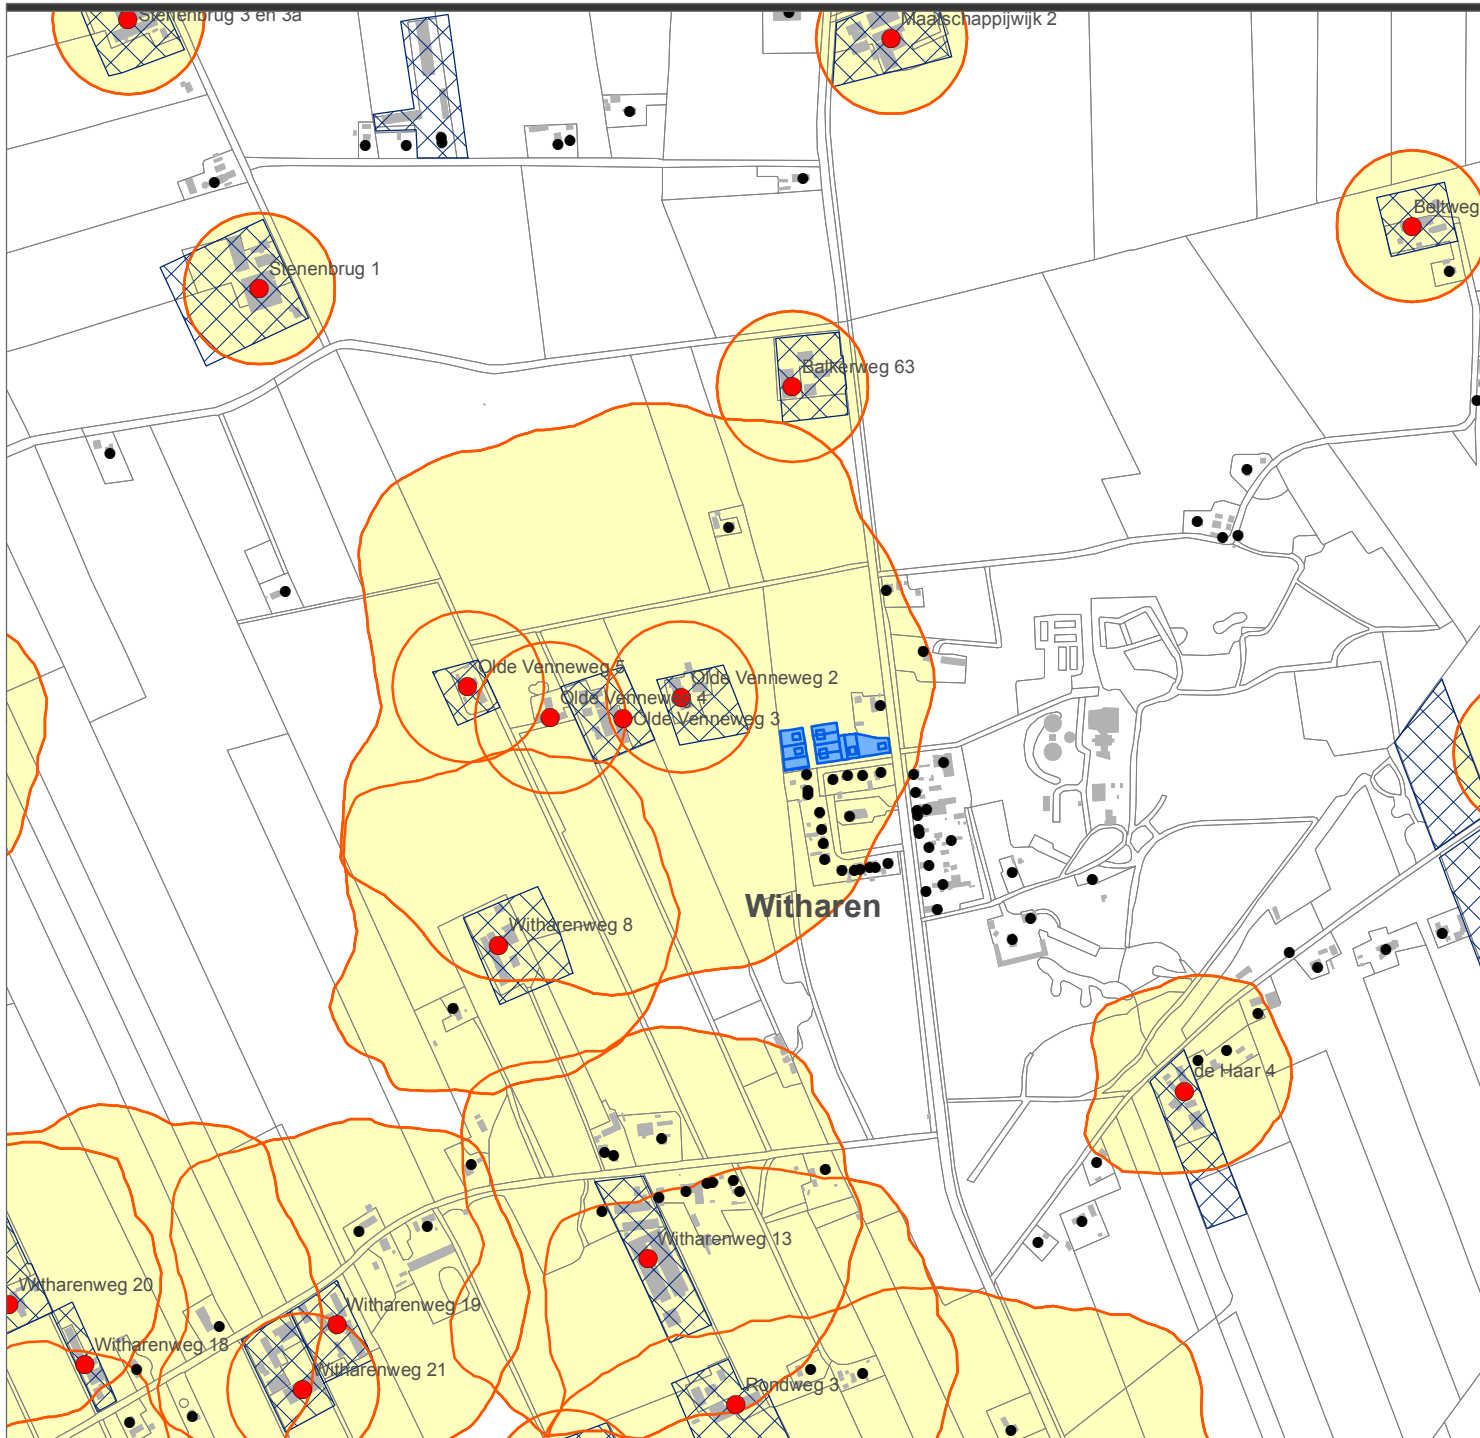 Stenenbrug 3 en 3a
Maatschappijwijk 2
Beltweg
Stenenbrug 1
Balkerweg 63
Olde Venneweg 5
Olde Venneweg 2
Olde Venneweg 4
Olde Venneweg 3
Witharen
Witharenweg 8
de Haar 4
Witharenweg 13
Witharenweg 20
Witharenweg 19
Witharenweg 18
Witharenweg 21
Rondweg 3